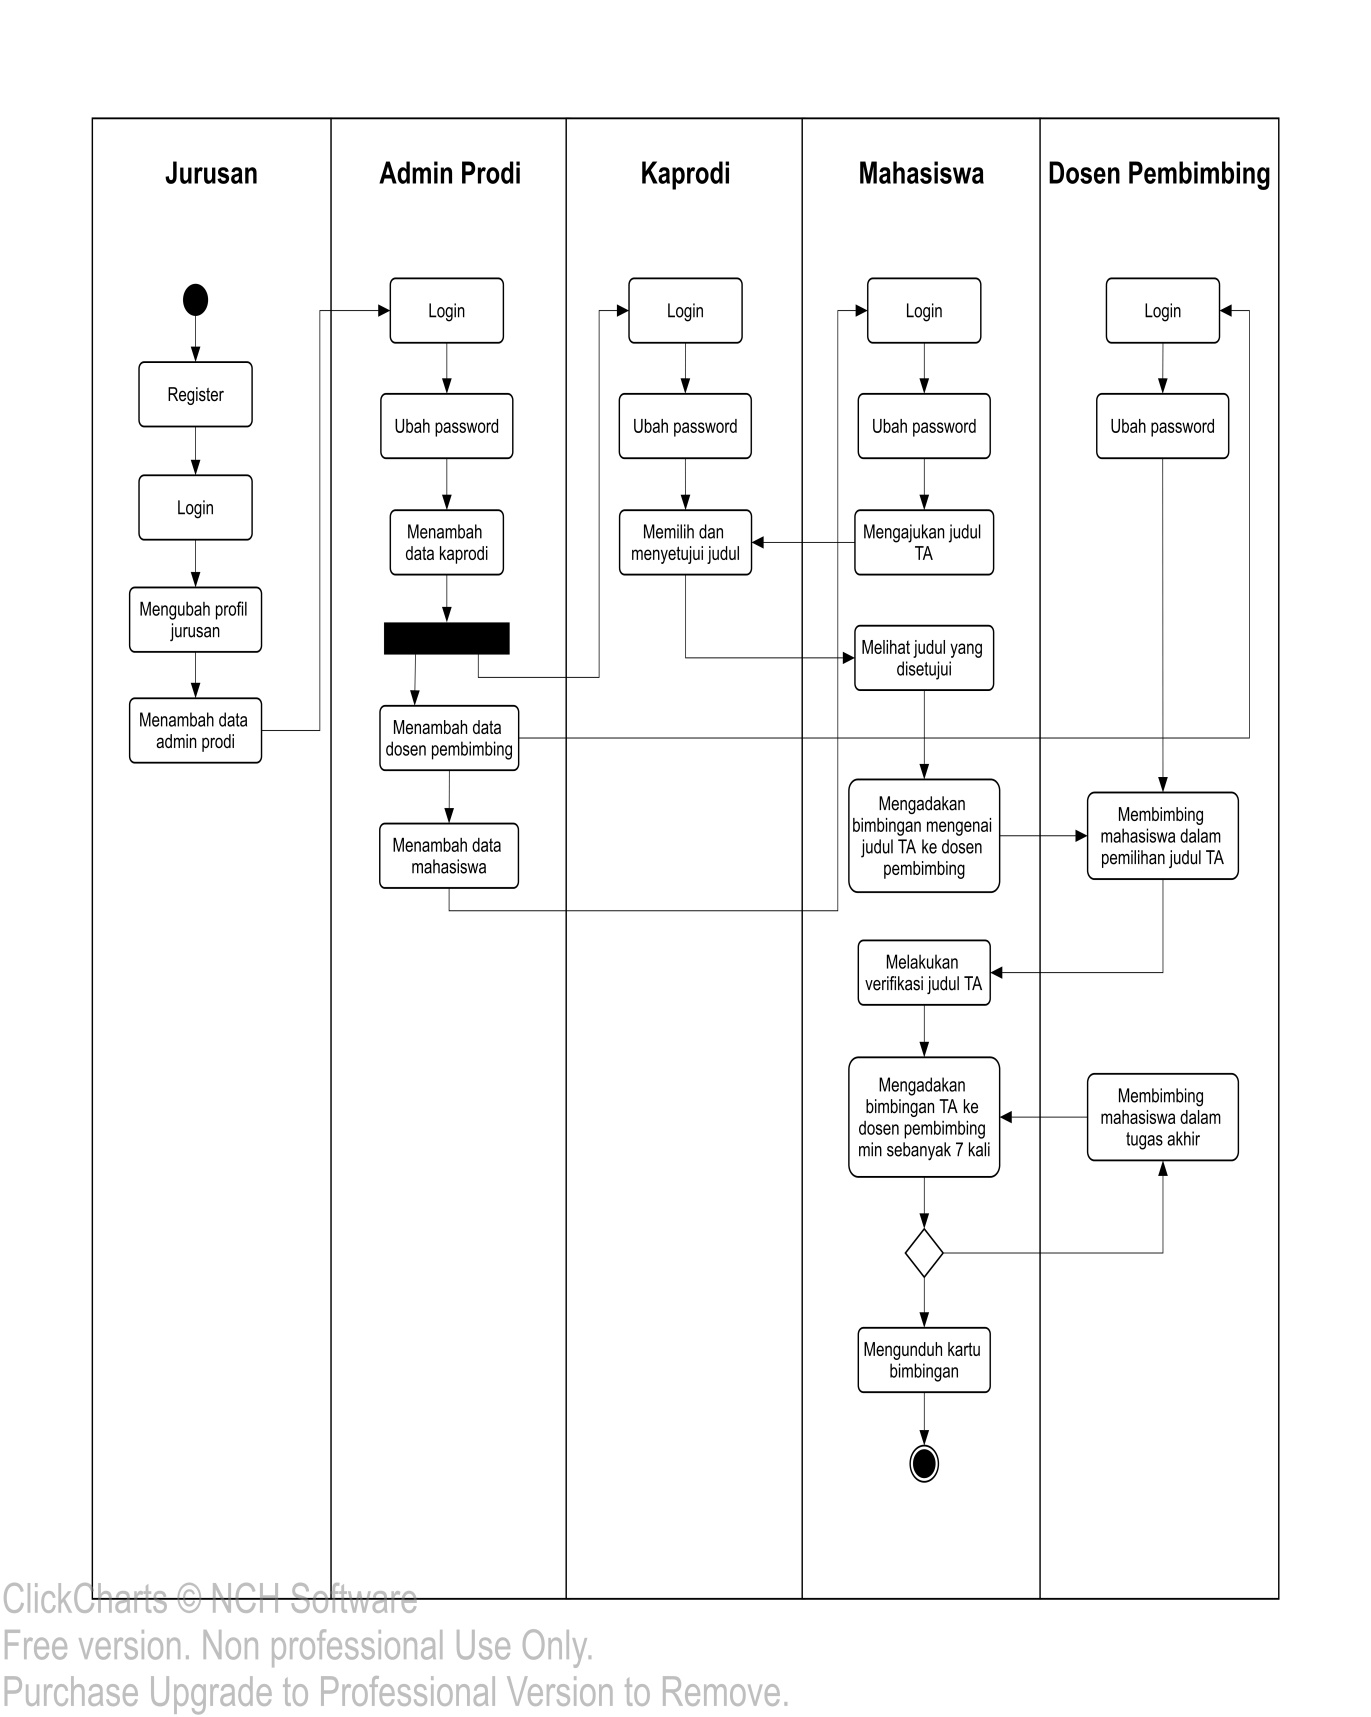 Jurusan
Admin Prodi
Kaprodi
Mahasiswa
Dosen Pembimbing
Register
Login
Mengubah profil
jurusan
Menambah data
admin prodi
Login
Ubah password
Menambah
data kaprodi
Menambah data
dosen pembimbing
Menambah data
mahasiswa
Login
Ubah password
Memilih dan
menyetujui judul
Login
Ubah password
Mengajukan judul
TA
Melihat judul yang
disetujui
Mengadakan
bimbingan mengenai
judul TA ke dosen
pembimbing
Melakukan
verifikasi judul TA
Mengadakan
bimbingan TA ke
dosen pembimbing
min sebanyak 7 kali
Mengunduh kartu
bimbingan
Login
Ubah password
Membimbing
mahasiswa dalam
pemilihan judul TA
Membimbing
mahasiswa dalam
tugas akhir
ClickCharts © NCH Software
Free version. Non professional Use Only.
Purchase Upgrade to Professional Version to Remove.